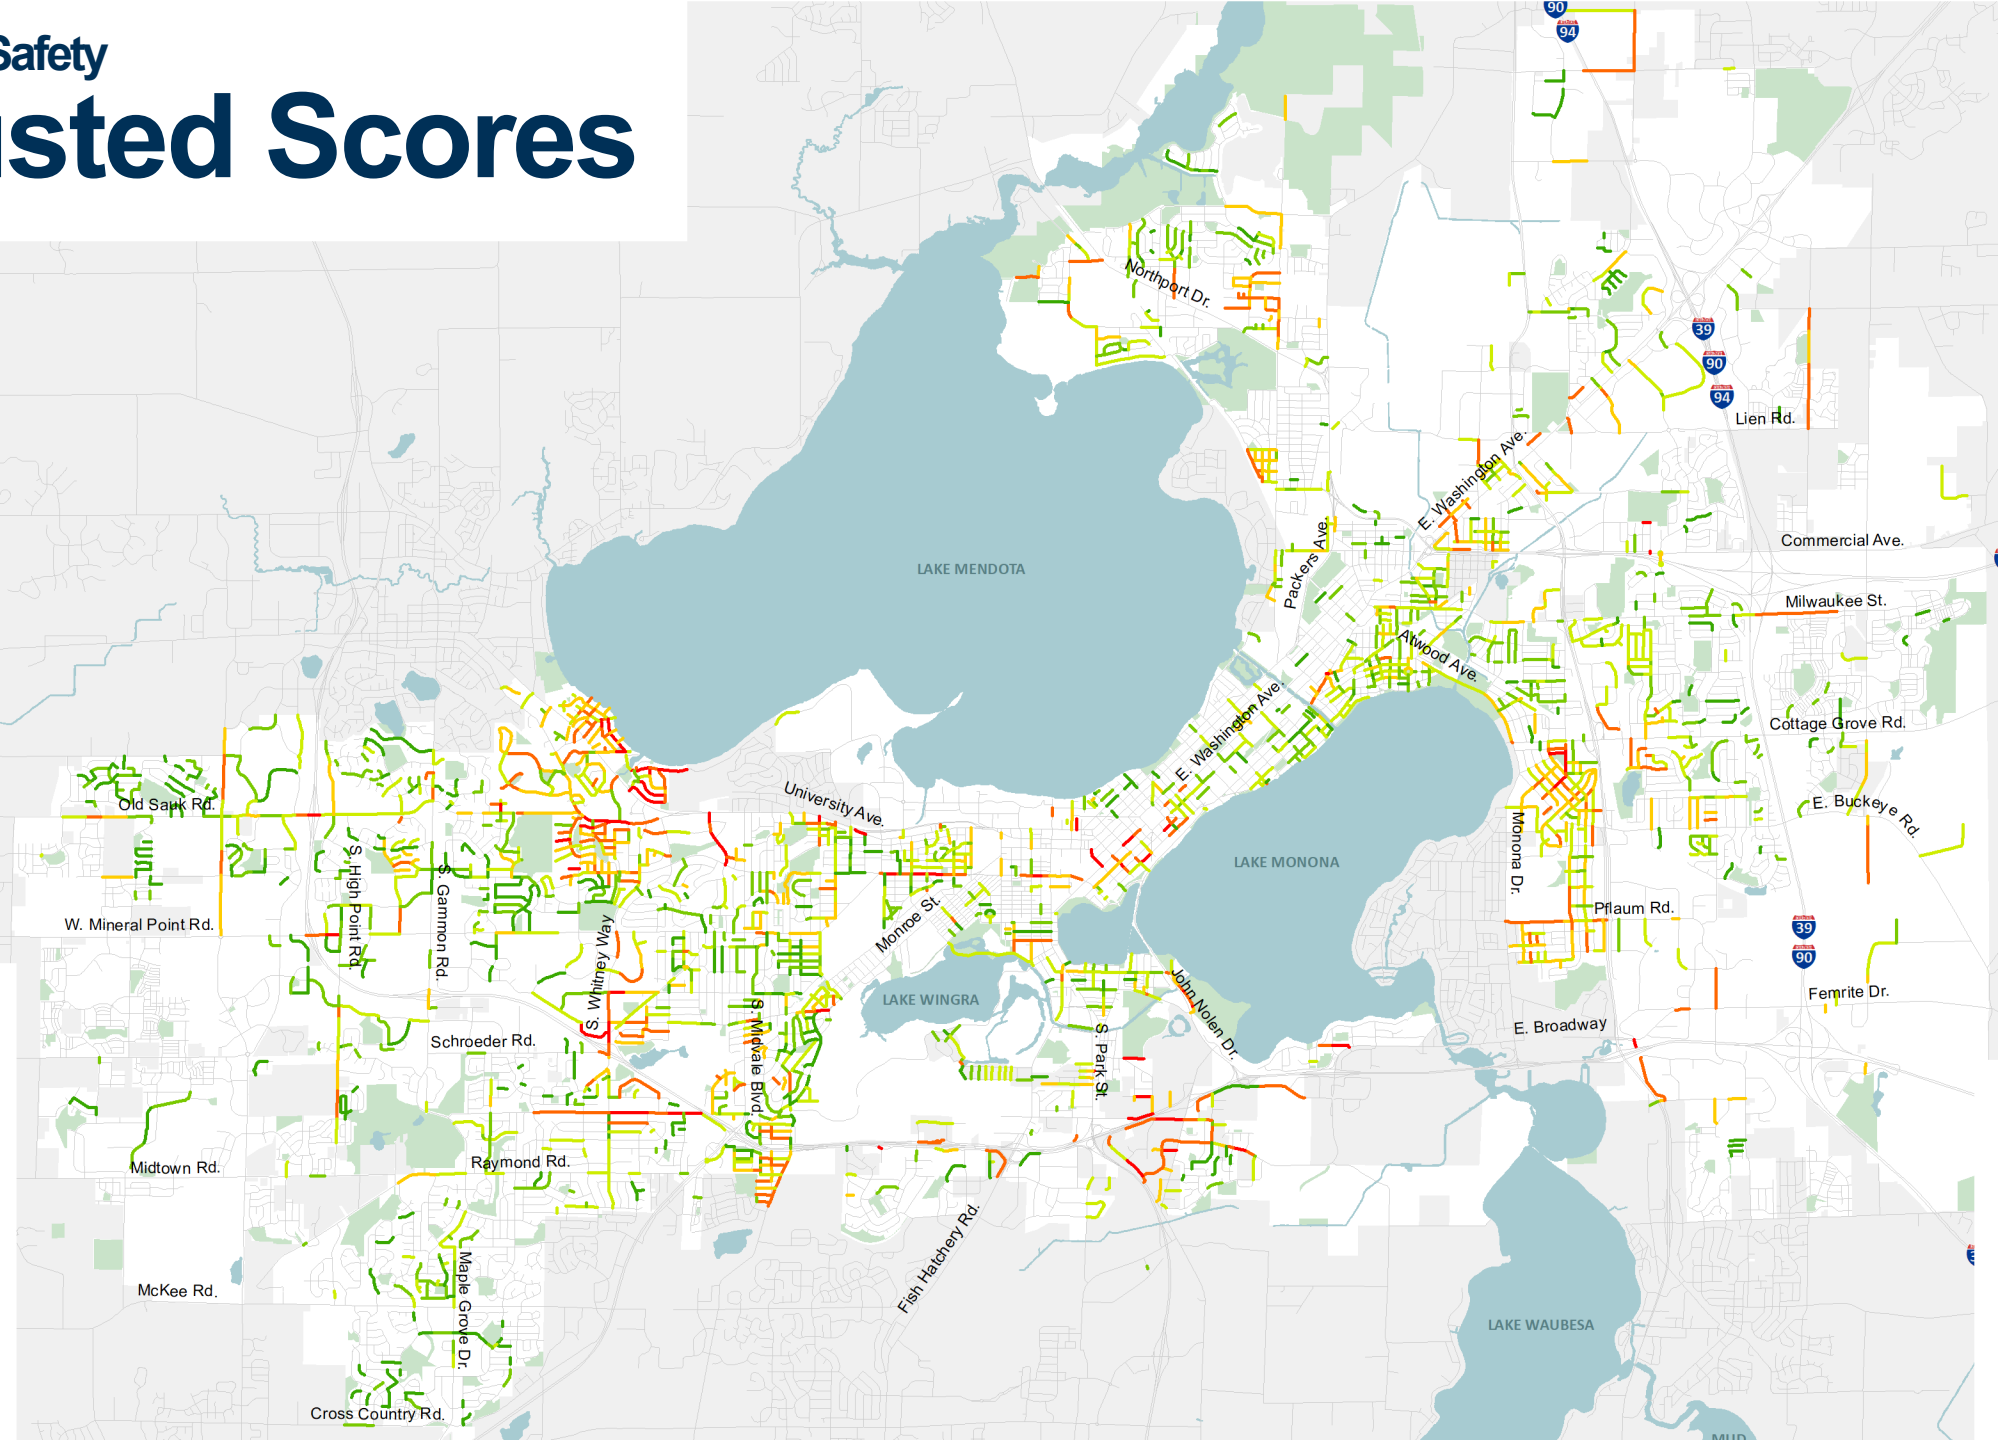 Safety
usted Scores
90
94
Northport Dr.
39
90
94
Lien Rd.
E. Washington Ave.
Commercial Ave.
LAKE MENDOTA
Packers Ave.
Milwaukee St.
Atwood Ave.
E. Washington Ave.
Cottage Grove Rd.
Old Sauk Rd.
University Ave.
E. Buckeye Rd.
S. High Point Rd.
S. Gammon Rd.
LAKE MONONA
Monona Dr.
W. Mineral Point Rd.
Monroe St.
Pflaum Rd.
39
90
S. Whitney Way
LAKE WINGRA
John Nolen Dr.
Femrite Dr.
S. Midvale Blvd.
S. Park St.
E. Broadway
Schroeder Rd.
Raymond Rd.
Midtown Rd.
Fish Hatchery Rd.
McKee Rd.
Maple Grove Dr.
LAKE WAUBESA
Cross Country Rd.
MUD